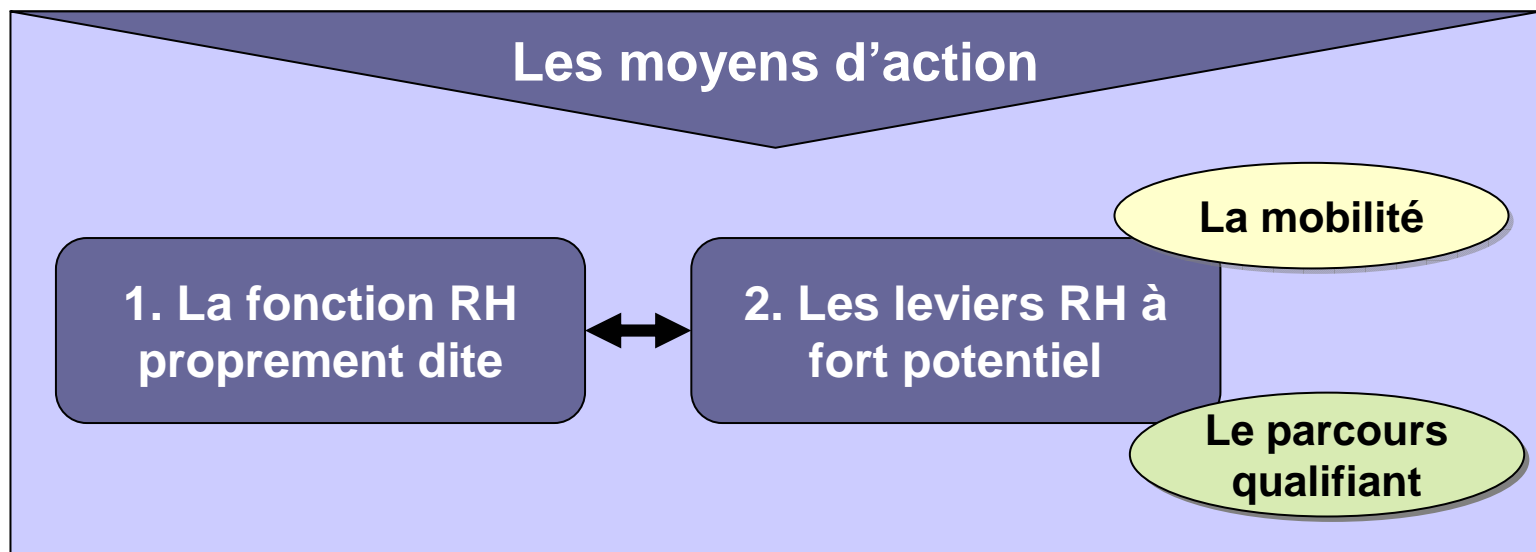 Les moyens d’action
La mobilité
1. La fonction RH
proprement dite
2. Les leviers RH à
fort potentiel
Le parcours
qualifiant